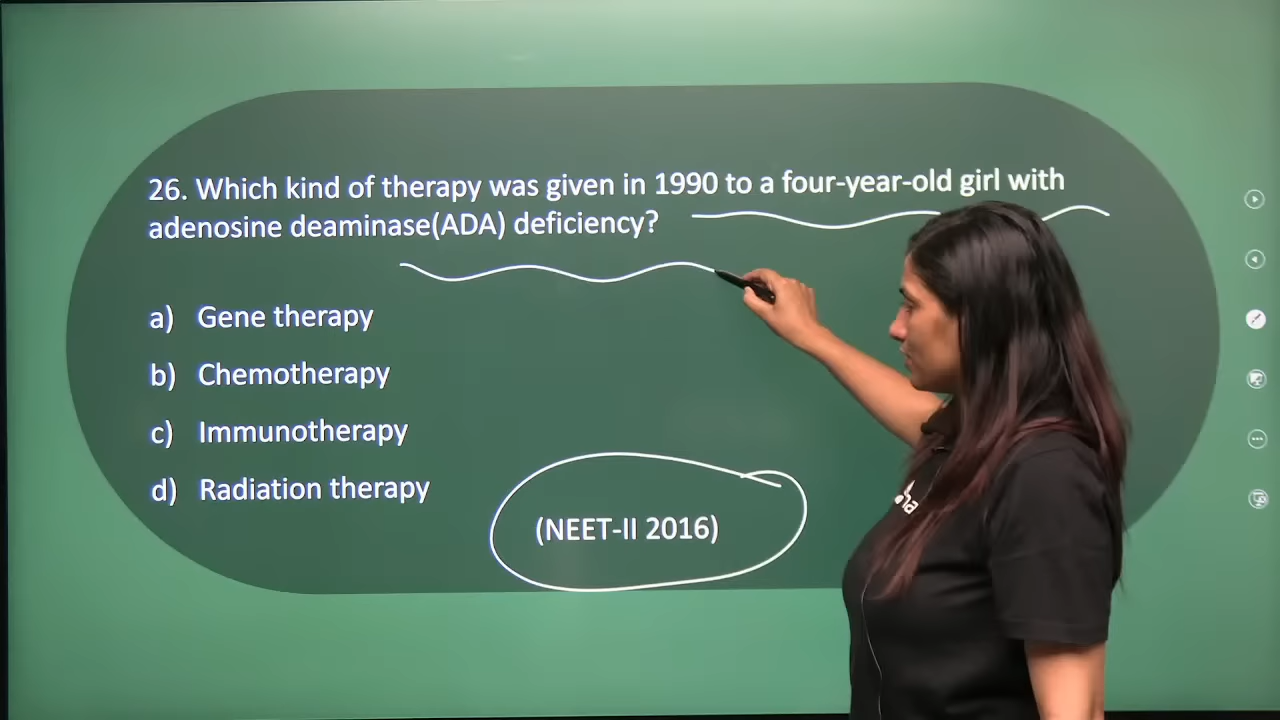 26. Which kind of therapy was given in 1990 to a four-year-old girl with
adenosine deaminase(ADA) deficiency?
a) Gene therapy
b) Chemotherapy
c) Immunotherapy
d) Radiation therapy
(NEET-II 2016)